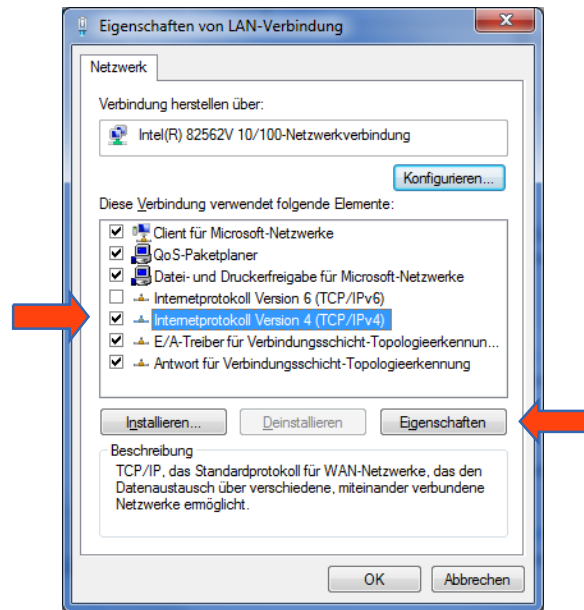 Eigenschaften von LAN-Verbindung
Netzwerk
Verbindung herstellen über:
Intel(R) 82562V 10/100-Netzwerkverbindung
Konfigurieren...
Diese Verbindung verwendet folgende Elemente:
Client für Microsoft-Netzwerke
QoS-Paketplaner
Datei- und Druckerfreigabe für Microsoft-Netzwerke
Internetprotokoll Version 6 (TCP/IPv6)
Internetprotokoll Version 4 (TCP/IPv4)
E/A-Treiber für Verbindungsschicht-Topologieerkennun...
Antwort für Verbindungsschicht-Topologieerkennung
Installieren... Deinstallieren Eigenschaften
Beschreibung
TCP/IP, das Standardprotokoll für WAN-Netzwerke, das den
Datenaustausch über verschiedene, miteinander verbundene
Netzwerke ermöglicht.
OK Abbrechen